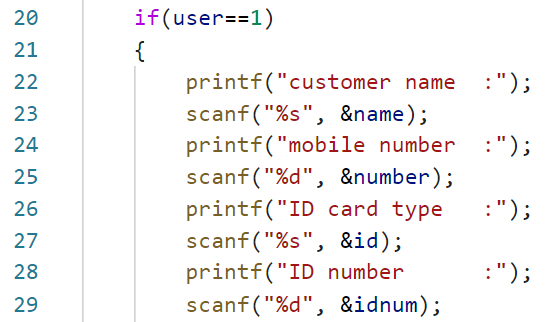 20 if(user==1)
21 {
22 printf("customer name  :");
23 scanf("%s", &name);
24 printf("mobile number  :");
25 scanf("%d", &number);
26 printf("ID card type   :");
27 scanf("%s", &id);
28 printf("ID number      :");
29 scanf("%d", &idnum);